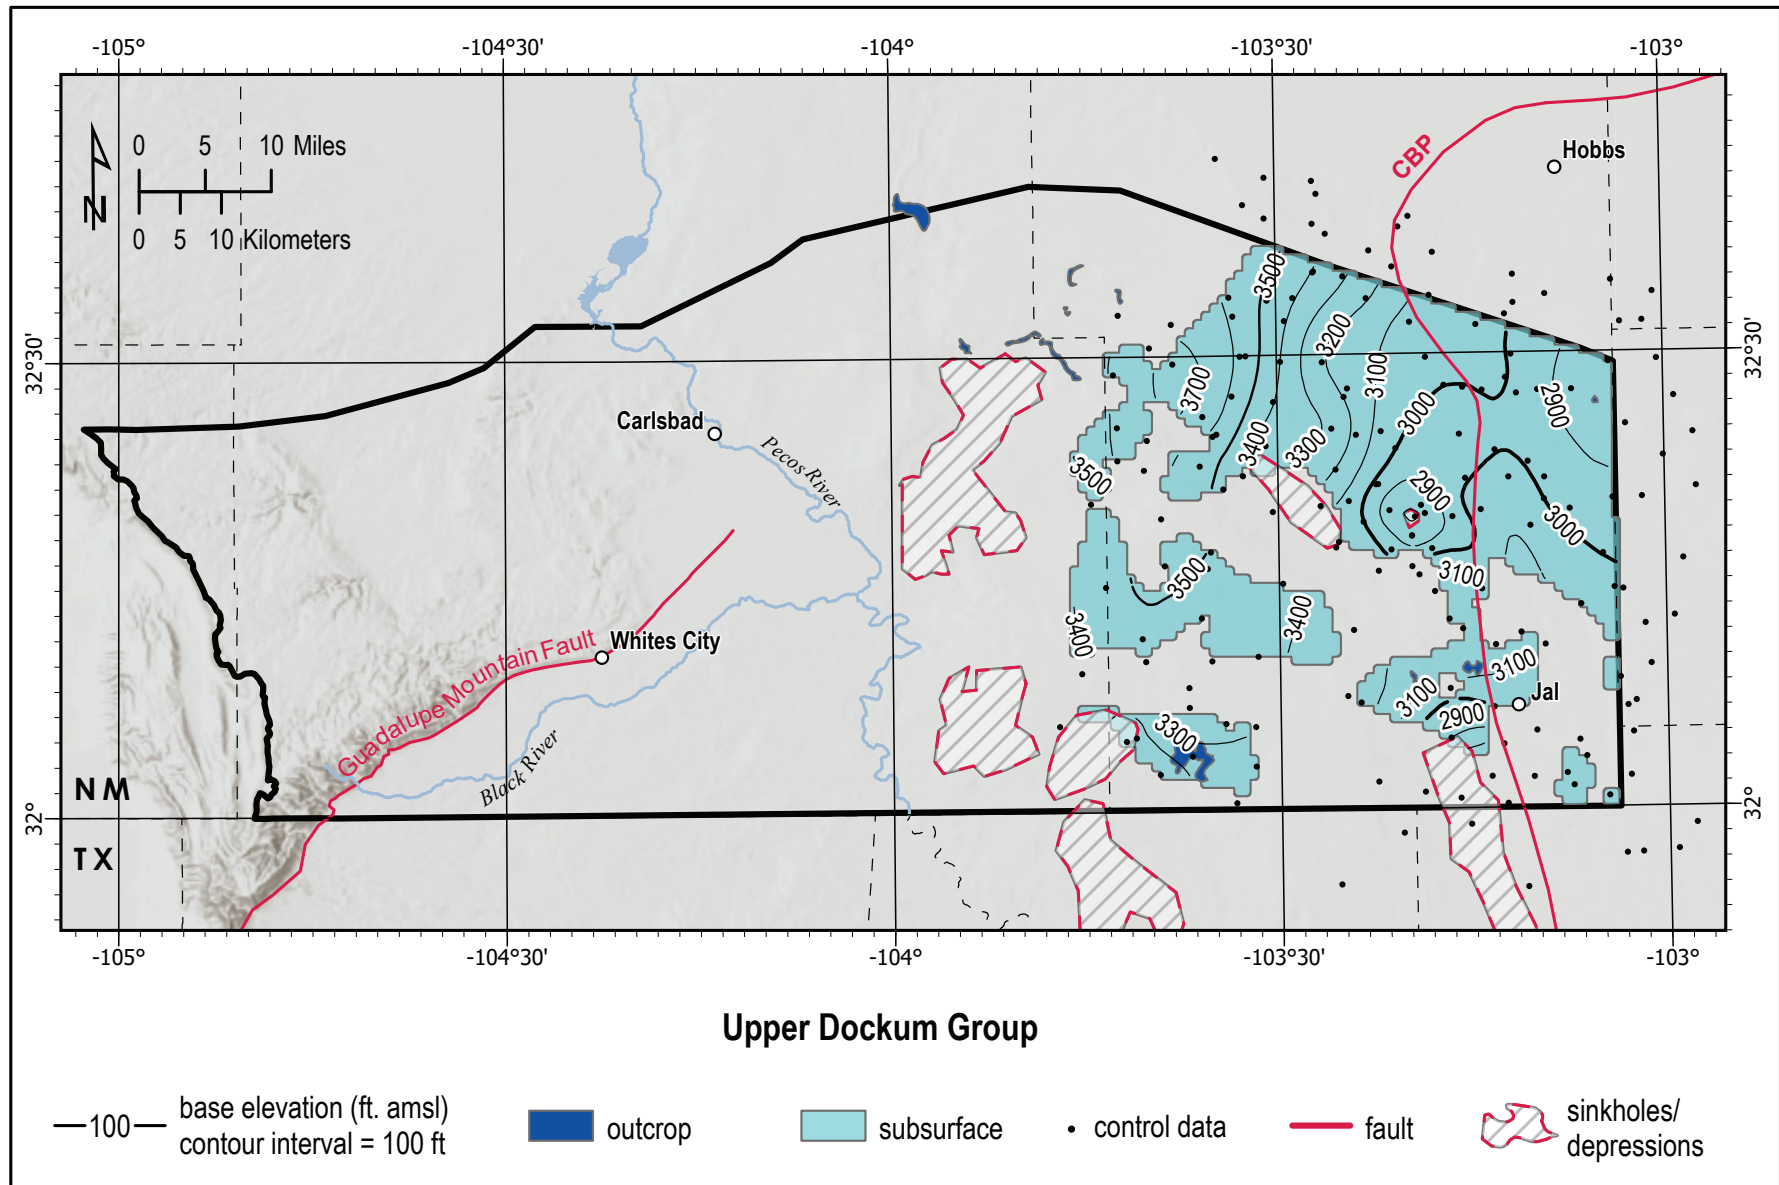 -105° -104°30' -104° -103°30' -103°
0 5 10 Miles
0 5 10 Kilometers
N
CBP
Hobbs
32°30' 32°30'
3500
3200
3100
3700
3000
2900
Carlsbad
Pecos River
3400
3300
3500
2900
3000
3500
3100
3400
3400
Guadalupe Mountain Fault
Whites City
3100
3100
Jal
2900
3300
Black River
NM
32° 32°
TX
-105° -104°30' -104° -103°30' -103°
Upper Dockum Group
100 base elevation (ft. amsl)
contour interval = 100 ft
outcrop
subsurface
control data
fault
sinkholes/
depressions